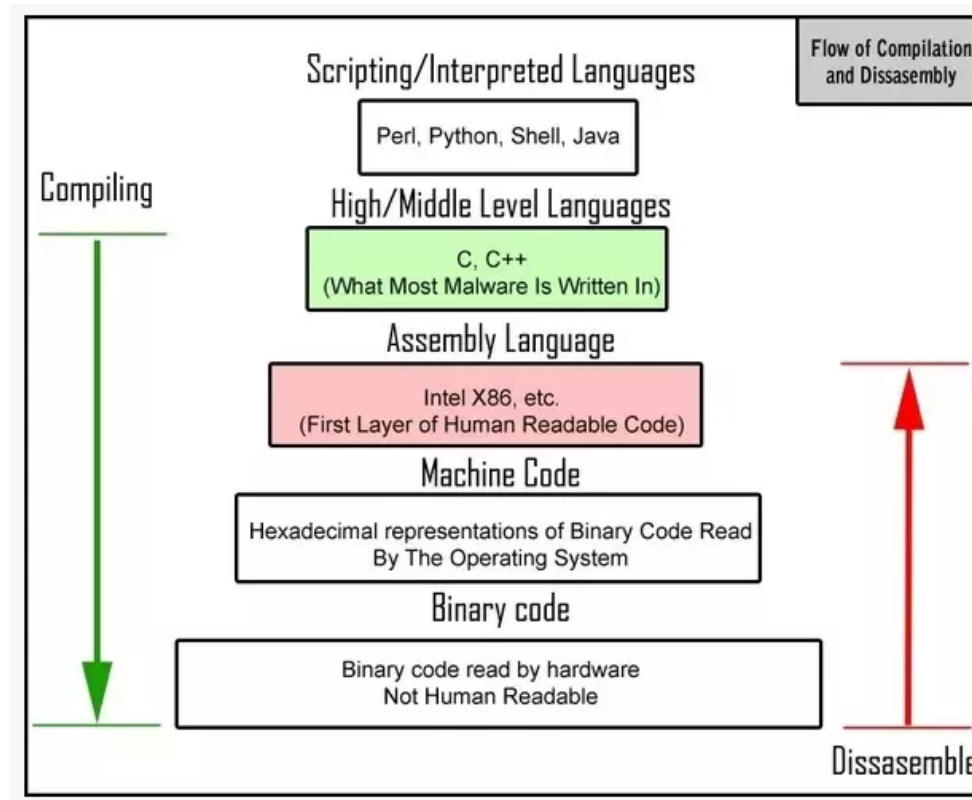 Flow of Compilation
and Dissasembly
Scripting/Interpreted Languages
Perl, Python, Shell, Java
Compiling
High/Middle Level Languages
C, C++
(What Most Malware Is Written In)
Assembly Language
Intel X86, etc.
(First Layer of Human Readable Code)
Machine Code
Hexadecimal representations of Binary Code Read
By The Operating System
Binary code
Binary code read by hardware
Not Human Readable
Dissasemble